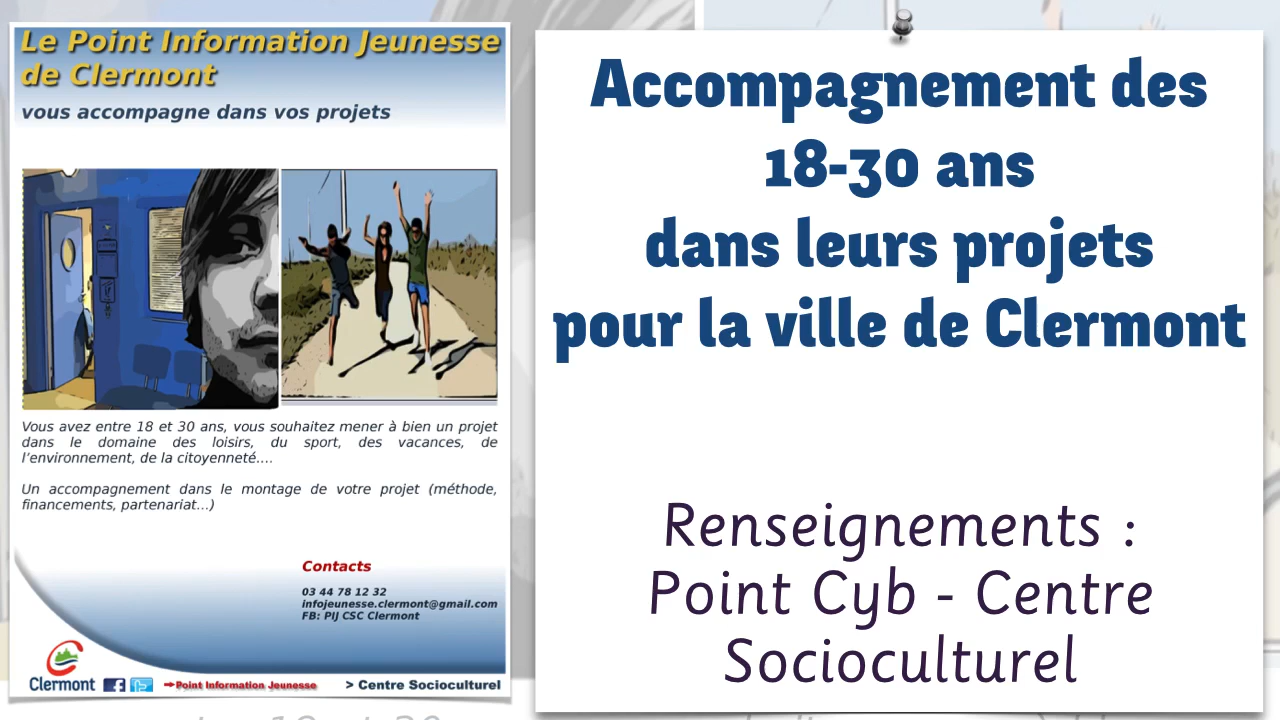 Le Point Information Jeunesse
de Clermont
vous accompagne dans vos projets
Vous avez entre 18 et 30 ans, vous souhaitez mener à bien un projet
dans le domaine des loisirs, du sport, des vacances, de
l'environnement, de la citoyenneté....
Un accompagnement dans le montage de votre projet (méthode,
financements, partenariat...)
Contacts
03 44 78 12 32
infojeunesse.clermont@gmail.com
FB: PIJ CSC Clermont
Clermont
Point Information Jeunesse
> Centre Socioculturel
Accompagnement des
18-30 ans
dans leurs projets
pour la ville de Clermont
Renseignements :
Point Cyb - Centre
Socioculturel